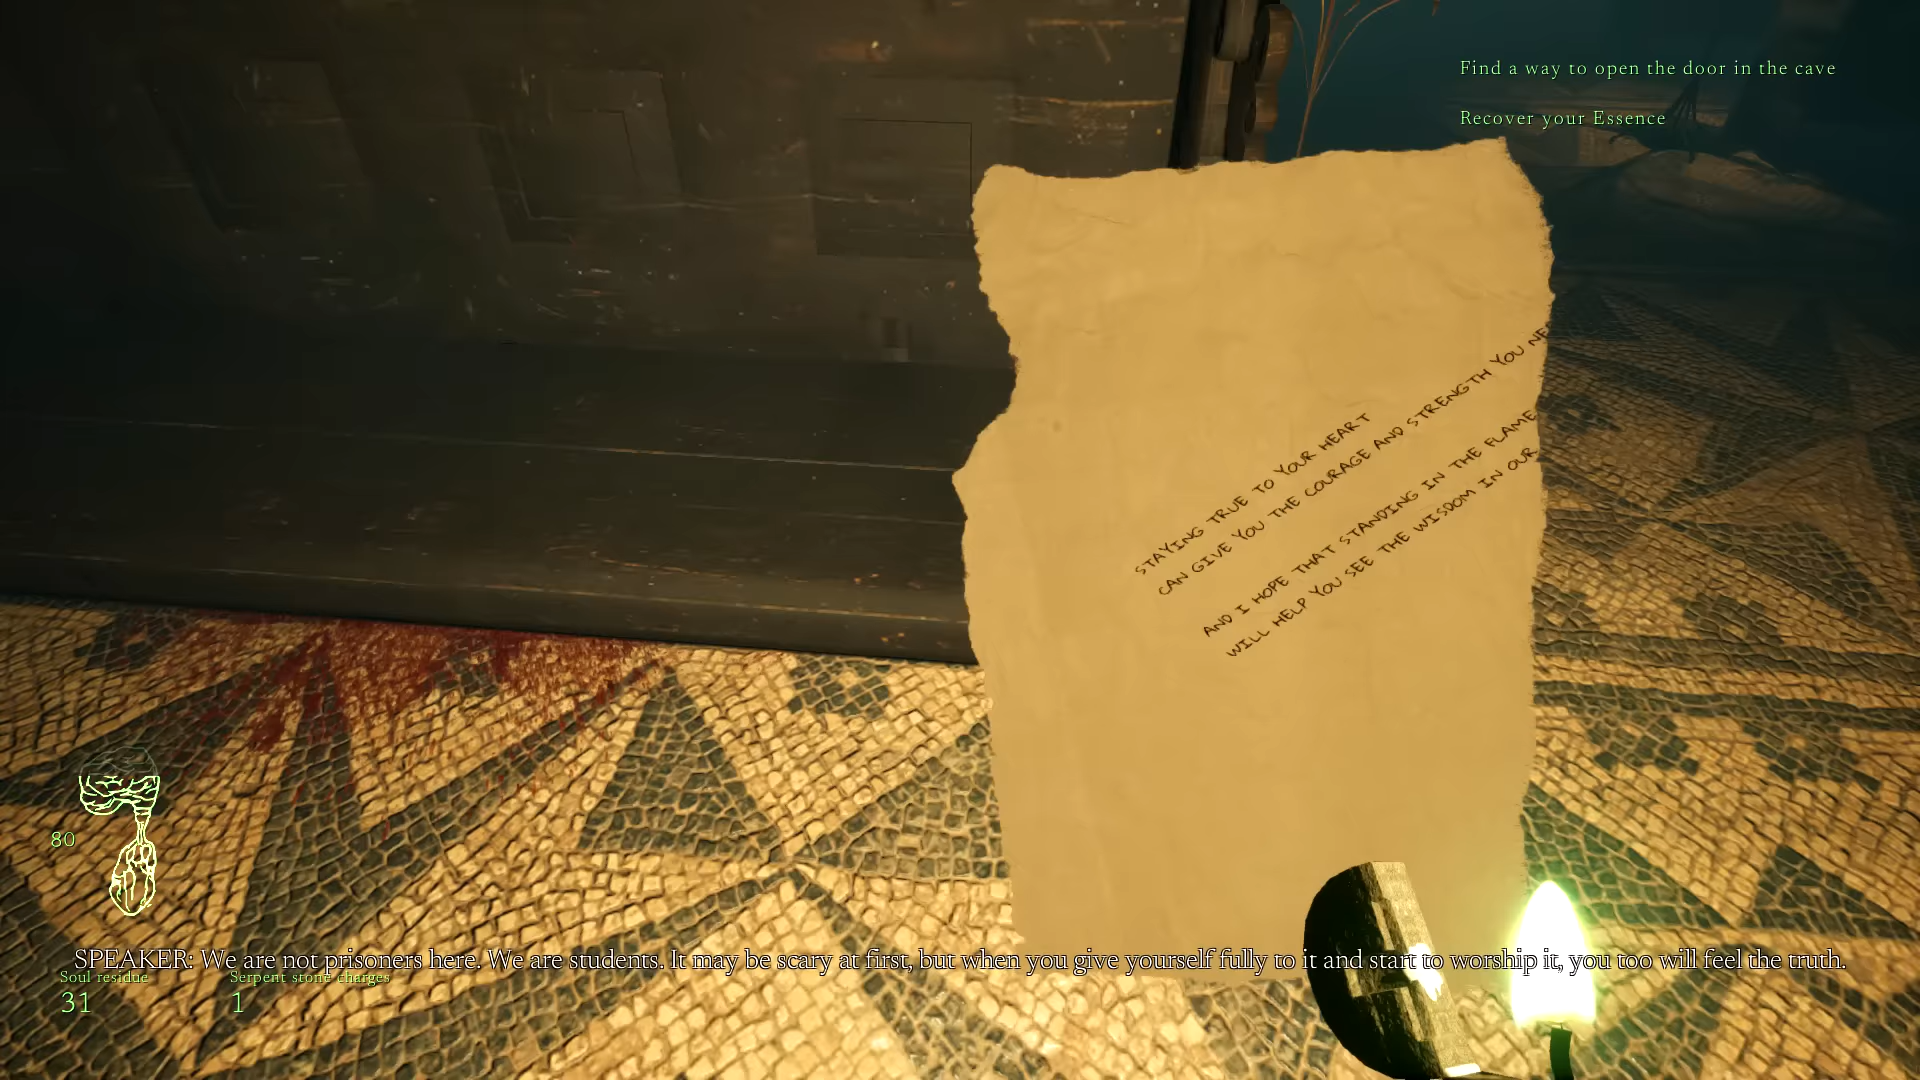 Find a way to open the door in the cave
Recover your Essence
STAYING TRUE TO YOUR HEART
CAN GIVE YOU THE COURAGE AND STRENGTH YOU
AND I HOPE THAT STANDING IN THE FLAME
WILL HELP YOU SEE THE WISDOM IN OUR
80
SPEAKER: We are not prisoners here. We are students. It may be scary at first, but when you give yourself fully to it and start to worship it, you too will feel the truth.
Soul residue
31
Serpent stone charges
1